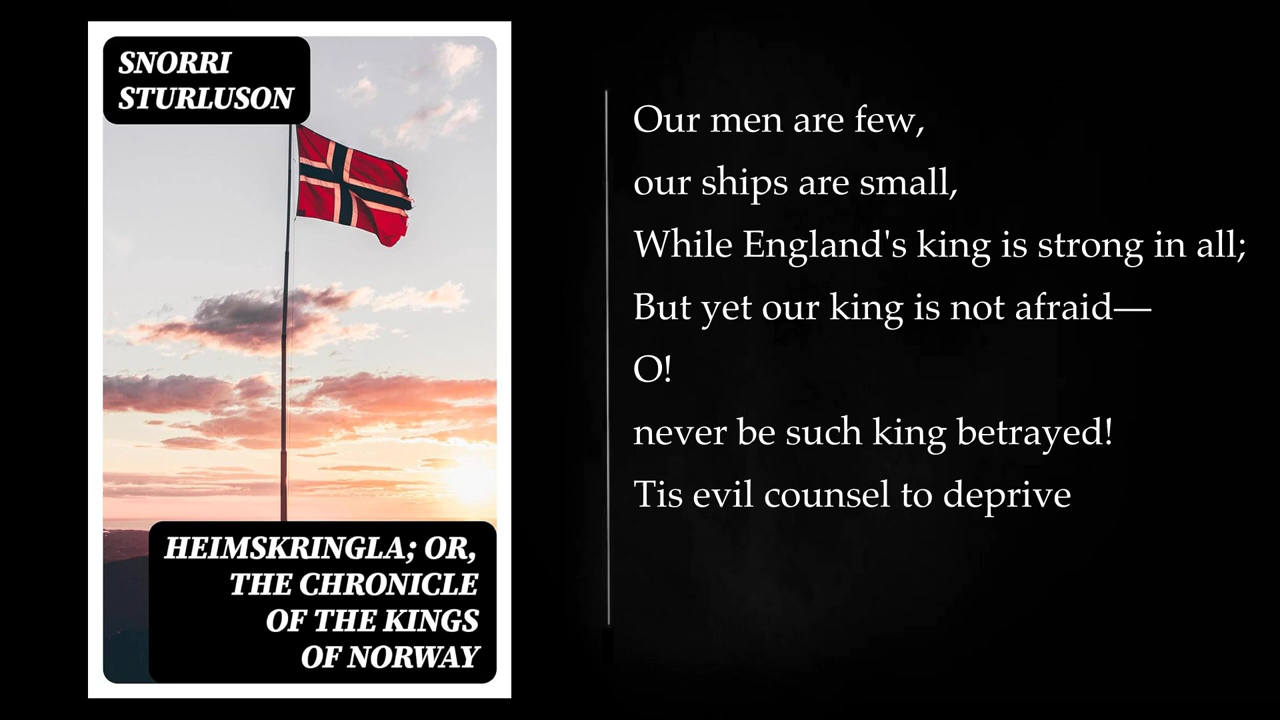 SNORRI
STURLUSON
HEIMSKRINGLA; OR,
THE CHRONICLE
OF THE KINGS
OF NORWAY
Our men are few,
our ships are small,
While England's king is strong in all;
But yet our king is not afraid—
O!
never be such king betrayed!
Tis evil counsel to deprive